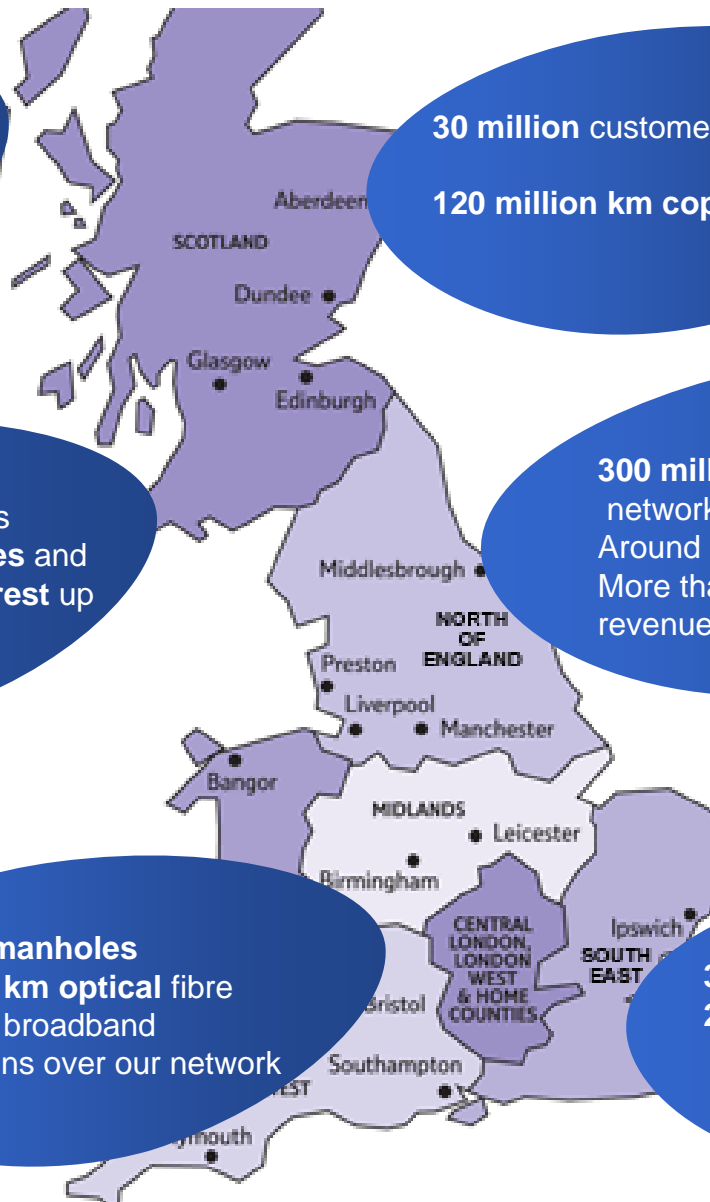 30 million custome
120 million km cop
Aberdeen
SCOTLAND
Dundee
Glasgow
Edinburgh
300 mill
network
Around
More tha
revenue
s
es and
rest up
Middlesbrough
NORTH
OF
ENGLAND
Preston
Liverpool
Manchester
Bangor
MIDLANDS
Leicester
Birmingham
manholes
km optical fibre
broadband
ns over our network
CENTRAL
LONDON,
LONDON
WEST
& HOME
COUNTIES
Ipswich
SOUTH
EAST
3
2
Bristol
Southampton
EST
ymouth